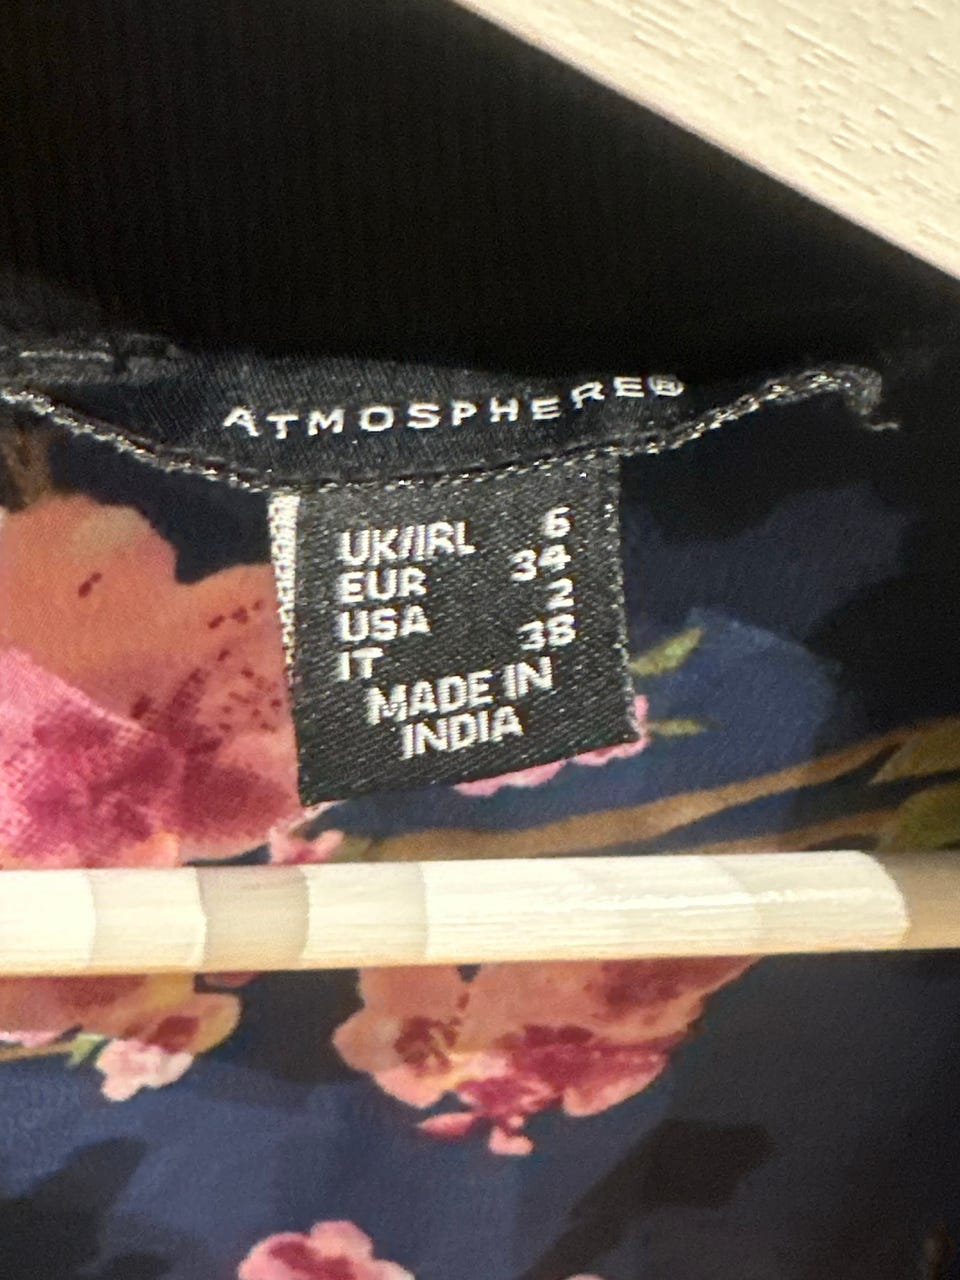 ATMOSPHERE®
UK/IRL 6
EUR 34
USA 2
IT 38
MADE IN
INDIA